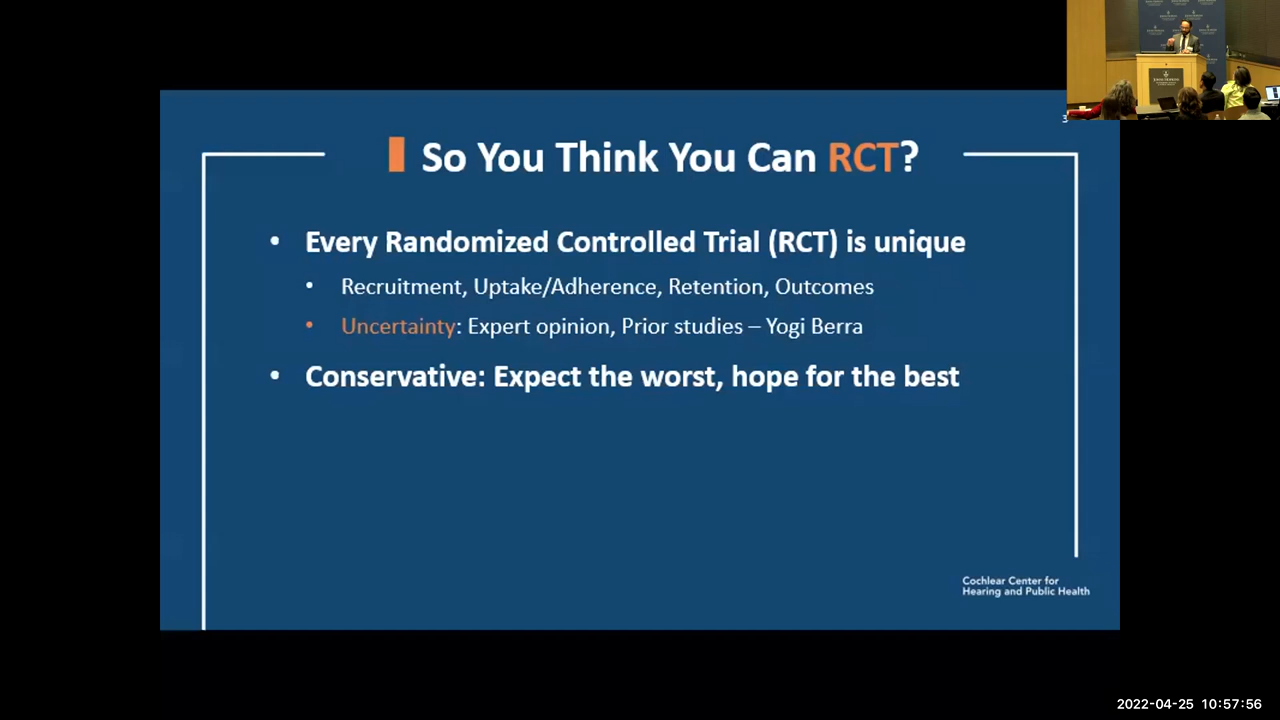 So You Think You Can RCT?
• Every Randomized Controlled Trial (RCT) is unique
• Recruitment, Uptake/Adherence, Retention, Outcomes
• Uncertainty: Expert opinion, Prior studies – Yogi Berra
• Conservative: Expect the worst, hope for the best
Cochlear Center for
Hearing and Public Health
2022-04-25 10:57:56